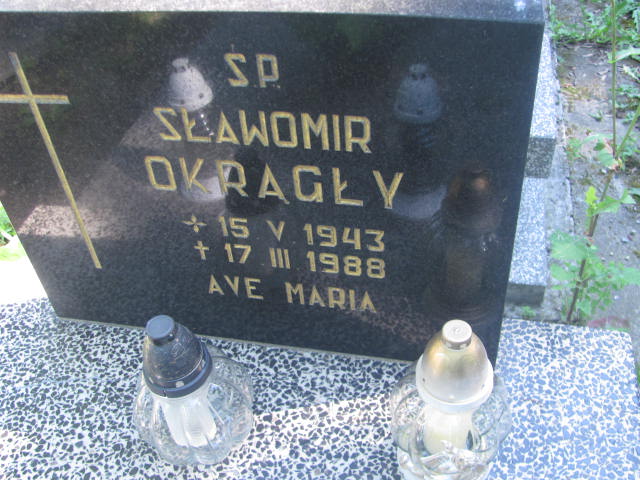 Ś.P.
SŁAWOMIR
OKRĄGŁY
15 V 1943
✝ 17 III 1988
AVE MARIA